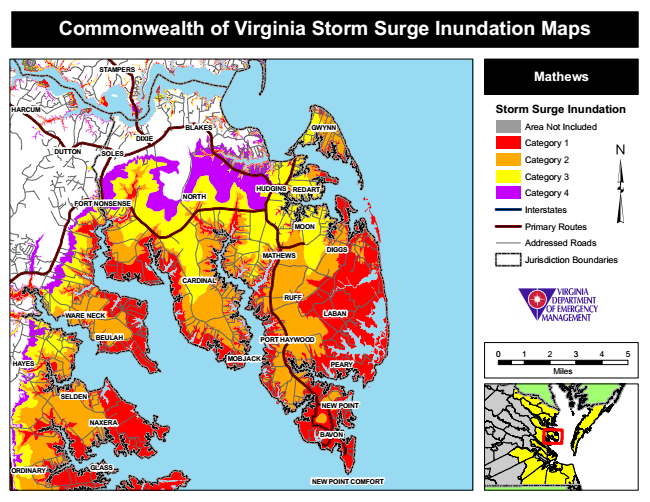 Commonwealth of Virginia Storm Surge Inundation Maps
STAMPERS
HARCUM
BLAKES
GWYNN
DIXIE
DUTTON
SOLES
HUDGINS
REDART
NORTH
FORT NONSENSE
MOON
DIGGS
MATHEWS
CARDINAL
RUFF
WARE NECK
LABAN
BEULAH
PORT HAYWOOD
MOBJACK
HAYES
PEARY
SELDEN
NEW POINT
NAXERA
BAVON
GLASS
ORDINARY
NEW POINT COMFORT
Mathews
Storm Surge Inundation
Area Not Included
Category 1
Category 2
Category 3
Category 4
Interstates
Primary Routes
Addressed Roads
Jurisdiction Boundaries
N
VIRGINIA
DEPARTMENT
OF EMERGENCY
MANAGEMENT
0 1 2 3 4 5
Miles